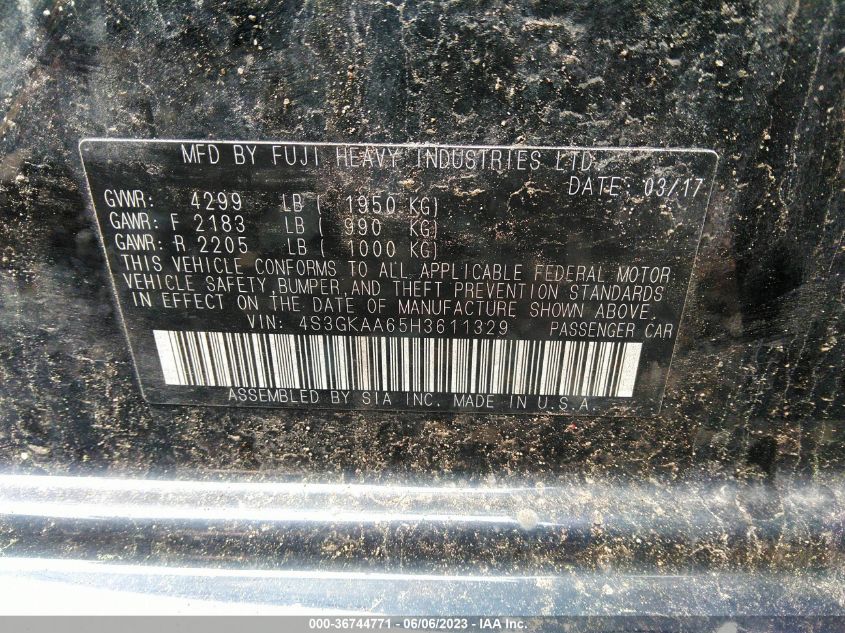 MFD BY FUJI HEAVY INDUSTRIES LTD.
DATE: 03/17
GVWR: 4299 LB ( 1950 KG)
GAWR: F 2183 LB ( 990 KG)
GAWR: R 2205 LB ( 1000 KG)
THIS VEHICLE CONFORMS TO ALL APPLICABLE FEDERAL MOTOR
VEHICLE SAFETY, BUMPER, AND THEFT PREVENTION STANDARDS
IN EFFECT ON THE DATE OF MANUFACTURE SHOWN ABOVE.
VIN: 4S3GKAA65H3611329 PASSENGER CAR
ASSEMBLED BY SIA INC. MADE IN U.S.A.
000-36744771 - 06/06/2023 - IAA Inc.